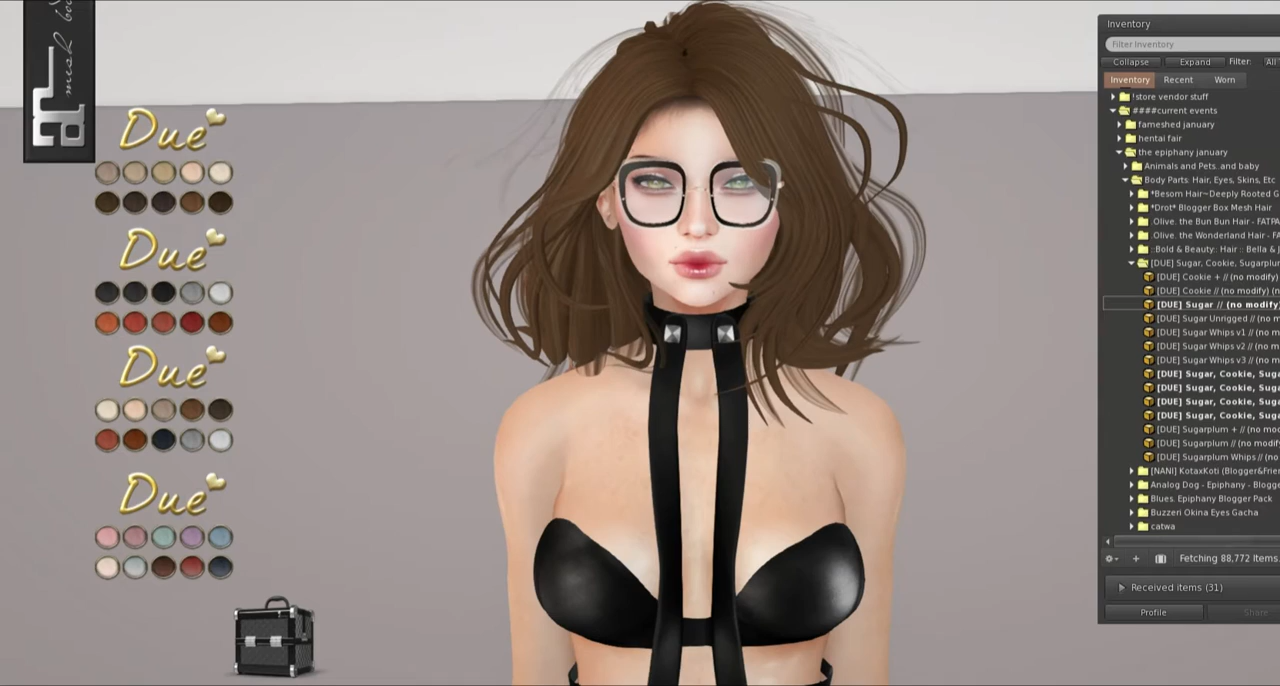 mesh
Due
Due
Due
Due
Inventory
Filter Inventory
Collapse Expand Filter: All
Inventory Recent Worn
!store vendor stuff
####current events
fameshed january
hentai fair
the epiphany january
Animals and Pets..and baby
Body Parts: Hair, Eyes, Skins, Etc
*Besom Hair~Deeply Rooted
*Drot* Blogger Box Mesh Hair
.Olive. the Bun Bun Hair - FATPA
.Olive. the Wonderland Hair - FA
::Bold & Beauty:: Hair :: Bella &
[DUE] Sugar, Cookie, Sugarplum
[DUE] Cookie + // (no modify)
[DUE] Cookie // (no modify) (n
[DUE] Sugar // (no modify)
[DUE] Sugar Unrigged // (no m
[DUE] Sugar Whips v1 // (no m
[DUE] Sugar Whips v2 // (no m
[DUE] Sugar Whips v3 // (no m
[DUE] Sugar, Cookie, Suga
[DUE] Sugar, Cookie, Suga
[DUE] Sugar, Cookie, Suga
[DUE] Sugar, Cookie, Suga
[DUE] Sugarplum + // (no mod
[DUE] Sugarplum // (no modif
[DUE] Sugarplum Whips // (no
[NANI] KotaxKoti (Blogger&Frien
Analog Dog - Epiphany - Blogge
Blues. Epiphany Blogger Pack
Buzzeri Okina Eyes Gacha
catwa
Fetching 88,772 Items
Received items (31)
Profile Share